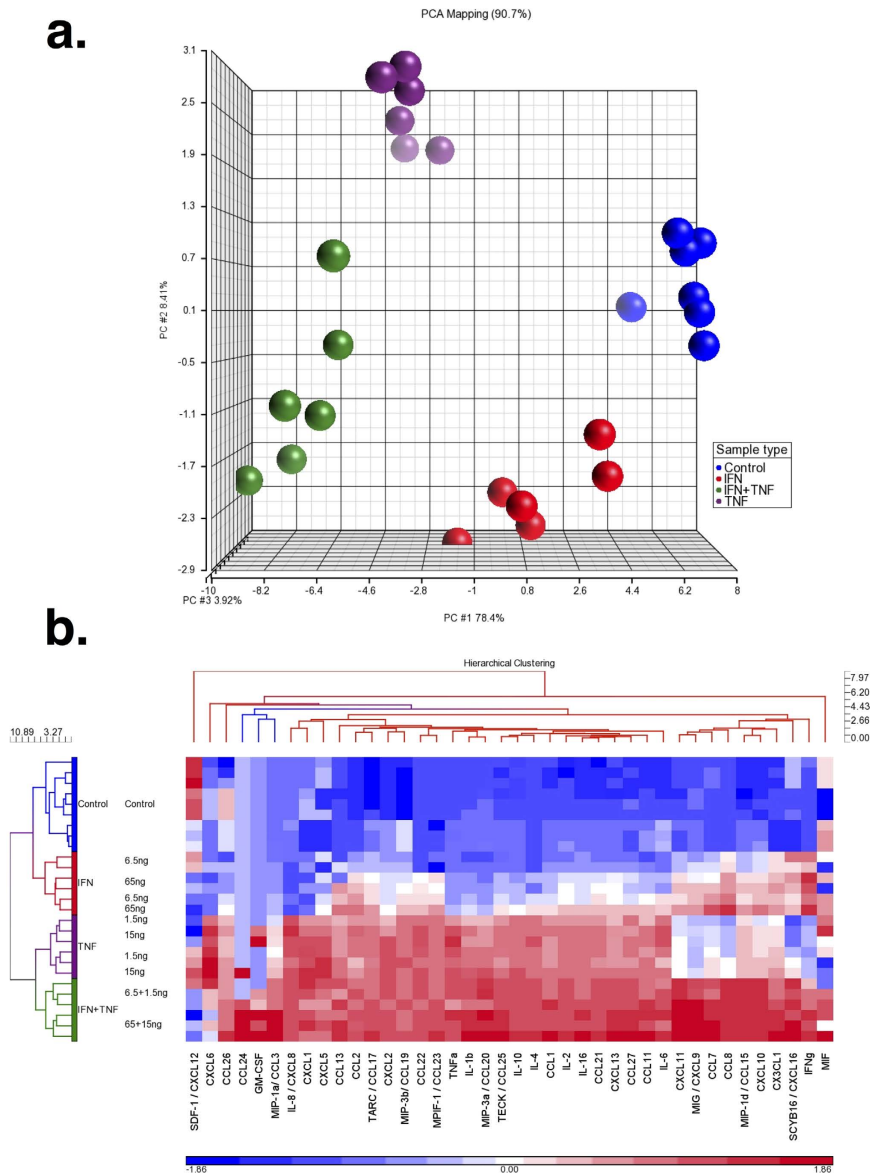 a.
PCA Mapping (90.7%)
3.1
2.5
1.9
1.3
0.7
0.1
-0.5
-1.1
-1.7
-2.3
-2.9
PC #2 8.41%
Sample type
Control
IFN
IFN+TNF
TNF
-10
-8.2
-6.4
-4.6
-2.8
-1
0.8
2.6
4.4
6.2
8
PC #3 3.92%
PC #1 78.4%
b.
Hierarchical Clustering
7.97
6.20
4.43
2.66
0.00
10.89 3.27
Control Control
6.5ng
IFN 65ng
6.5ng
65ng
1.5ng
15ng
TNF
1.5ng
15ng
6.5+1.5ng
IFN+TNF
65+15ng
SDF-1 / CXCL12
CXCL6
CCL26
CCL24
GM-CSF
MIP-1a/ CCL3
IL-8 / CXCL8
CXCL1
CXCL5
CCL13
CCL2
TARC / CCL17
CXCL2
MIP-3b/ CCL19
CCL22
MPIF-1 / CCL23
TNFa
IL-1b
MIP-3a / CCL20
TECK / CCL25
IL-10
IL-4
CCL1
IL-2
IL-16
CCL21
CXCL13
CCL27
CCL11
IL-6
CXCL11
MIG / CXCL9
CCL7
CCL8
MIP-1d / CCL15
CXCL10
CX3CL1
SCYB16 / CXCL16
IFNg
MIF
-1.86 0.00 1.86